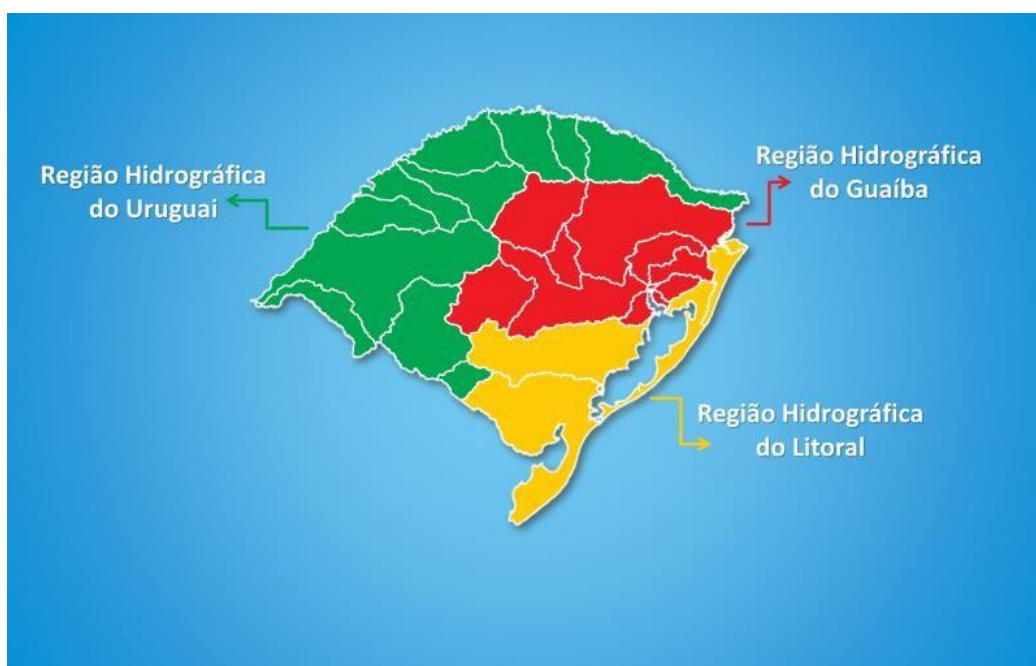 Região Hidrográfica
do Uruguai
Região Hidrográfica
do Guaíba
Região Hidrográfica
do Litoral